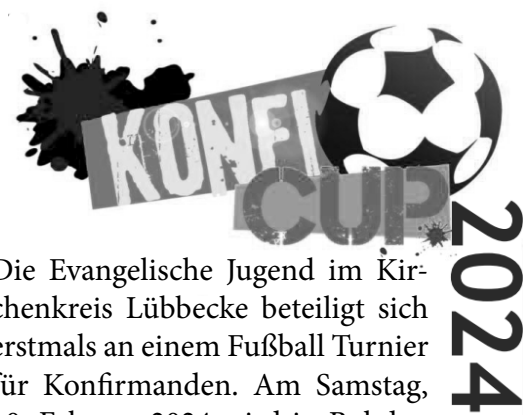 KONFI
CUP
2024
Die Evangelische Jugend im Kir-
chenkreis Lübbecke beteiligt sich
erstmals an einem Fußball Turnier
für Konfirmanden. Am Samstag,